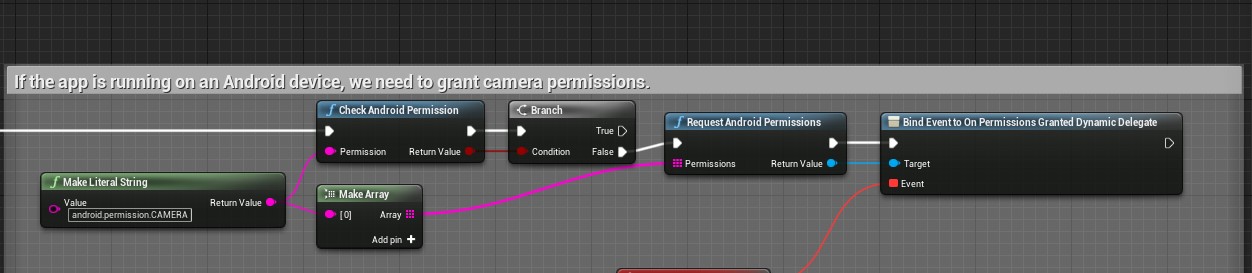 If the app is running on an Android device, we need to grant camera permissions.
Check Android Permission
Permission
Return Value
Branch
True
Condition
False
Request Android Permissions
Permissions
Return Value
Bind Event to On Permissions Granted Dynamic Delegate
Target
Event
Make Literal String
Value
android.permission.CAMERA
Return Value
Make Array
[0]
Array
Add pin